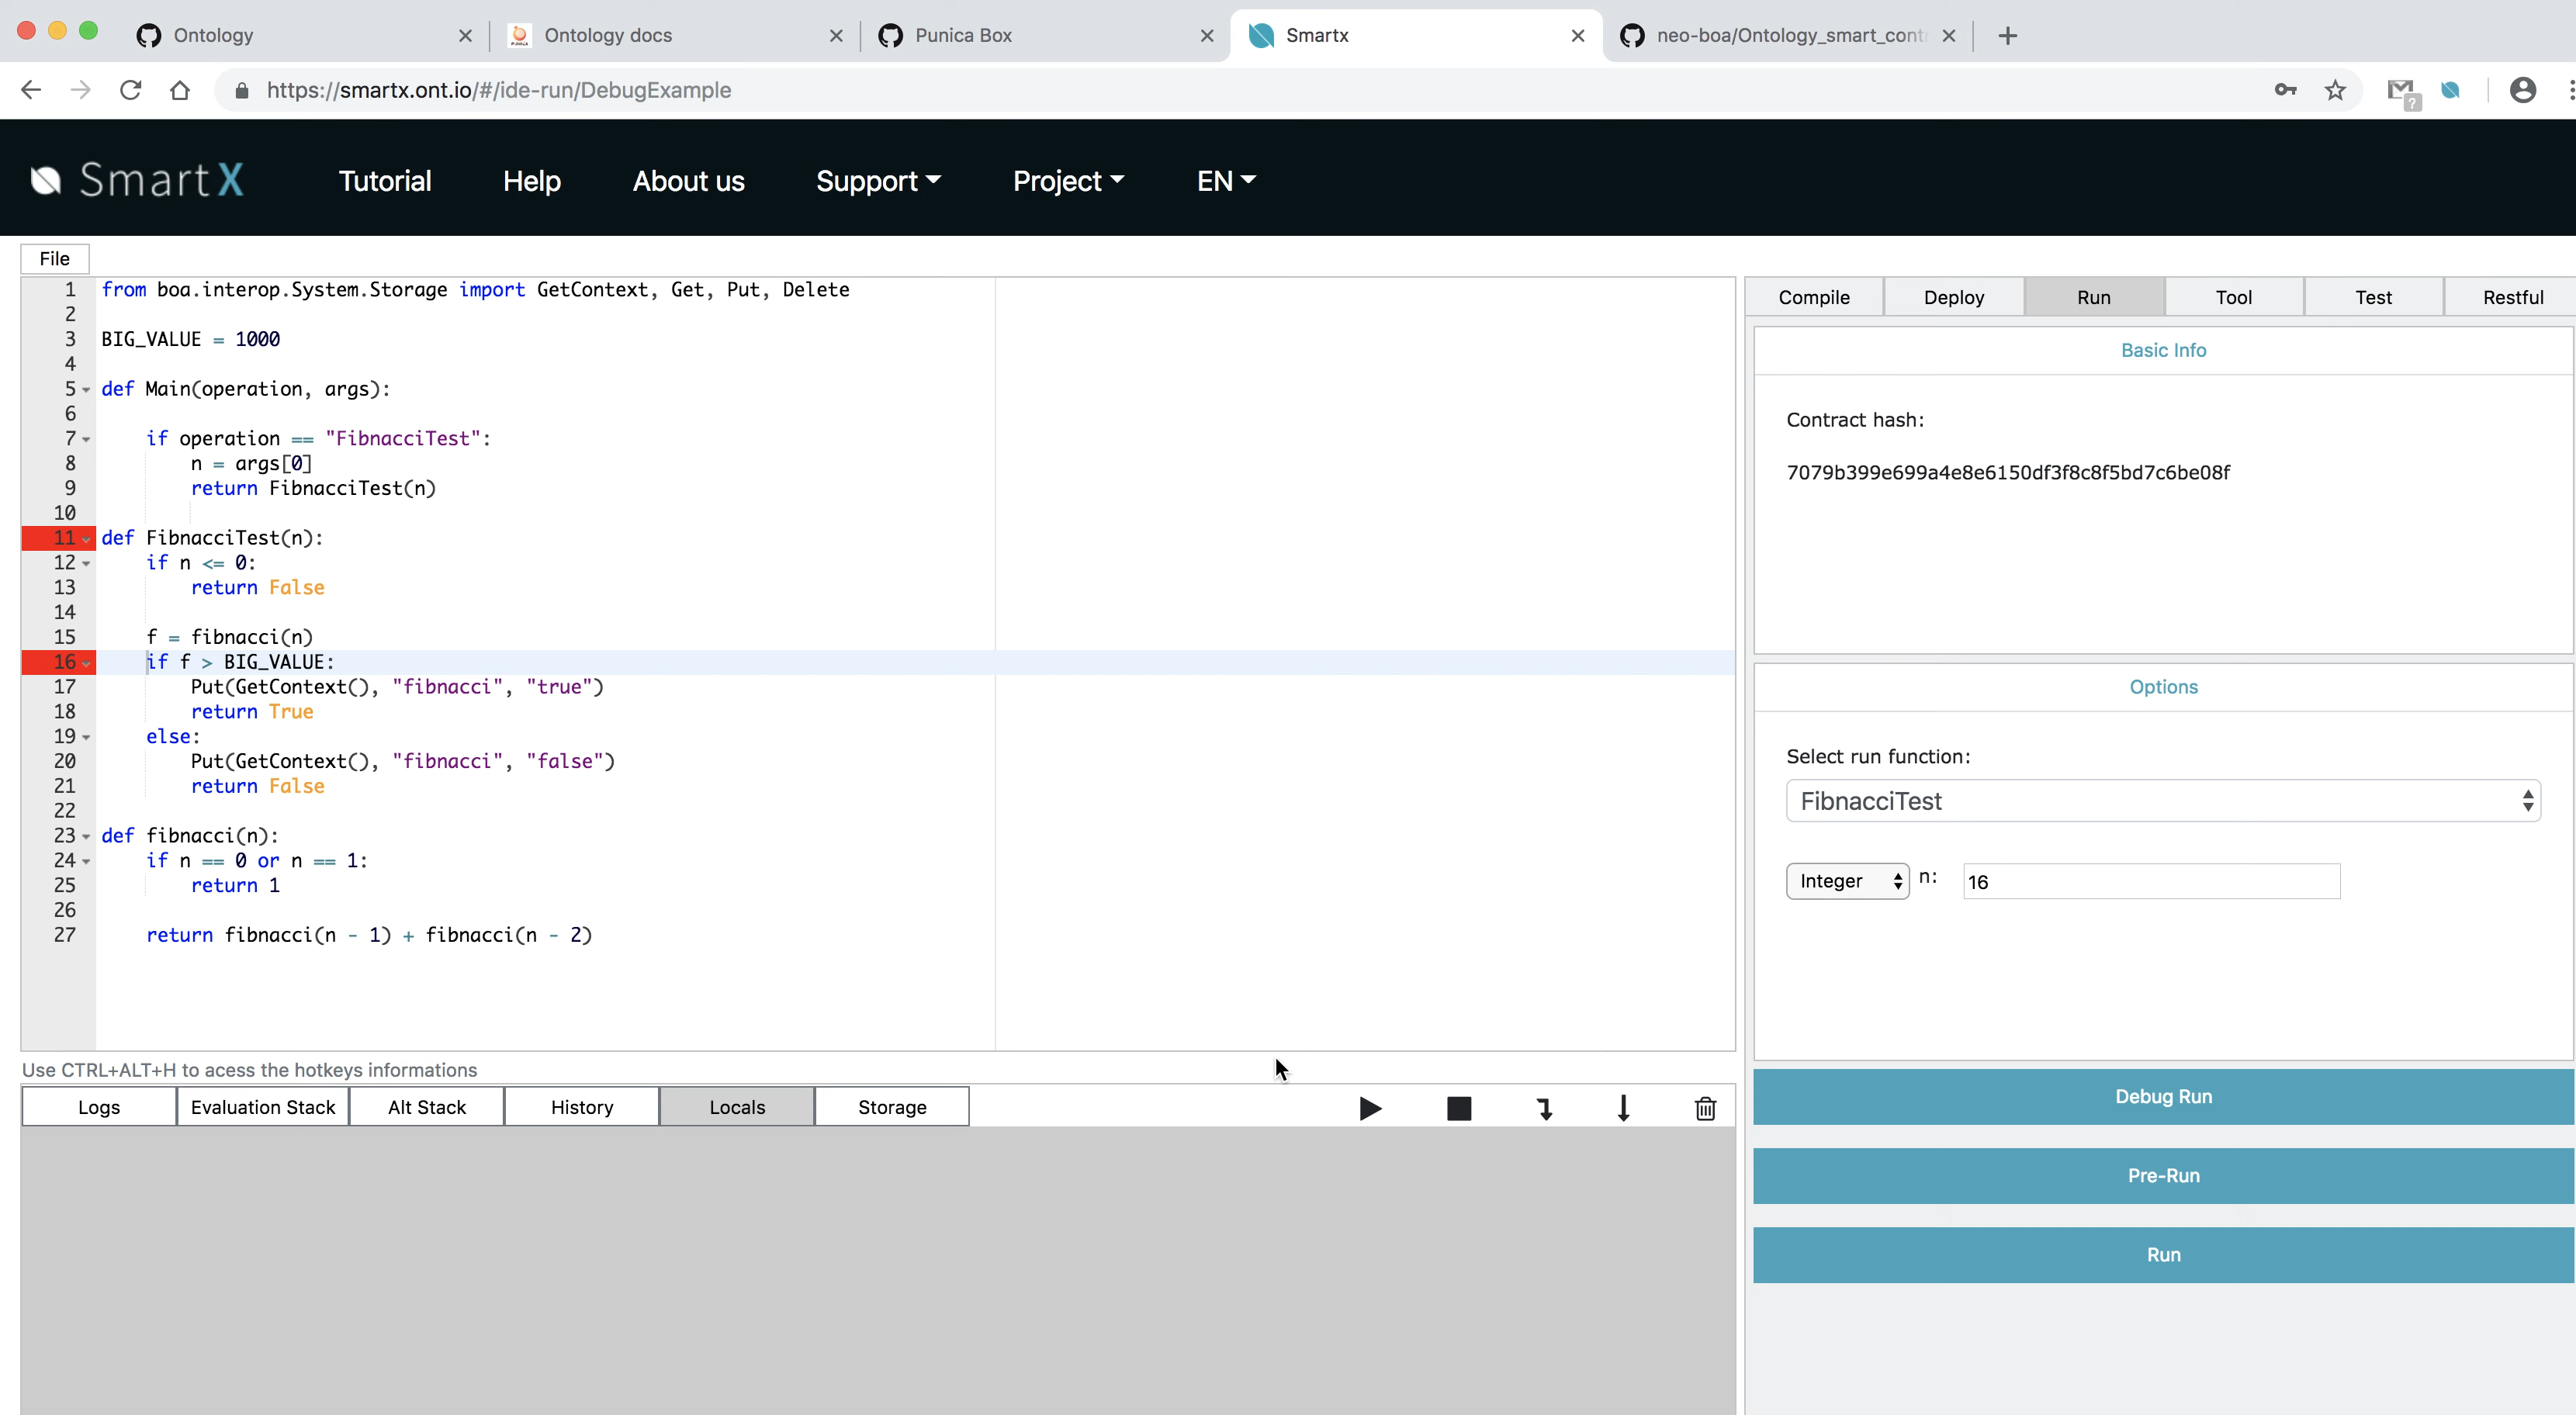 Ontology
Ontology docs
Punica Box
Smartx
neo-boa/Ontology_smart_cont
https://smartx.ont.io/#/ide-run/DebugExample
SmartX
Tutorial
Help
About us
Support
Project
EN
File
1 from boa.interop.System.Storage import GetContext, Get, Put, Delete
2
3 BIG_VALUE = 1000
4
5 def Main(operation, args):
6
7 if operation == "FibnacciTest":
8 n = args[0]
9 return FibnacciTest(n)
10
11 def FibnacciTest(n):
12 if n <= 0:
13 return False
14
15 f = fibnacci(n)
16 if f > BIG_VALUE:
17 Put(GetContext(), "fibnacci", "true")
18 return True
19 else:
20 Put(GetContext(), "fibnacci", "false")
21 return False
22
23 def fibnacci(n):
24 if n == 0 or n == 1:
25 return 1
26
27 return fibnacci(n - 1) + fibnacci(n - 2)
Use CTRL+ALT+H to acess the hotkeys informations
Logs
Evaluation Stack
Alt Stack
History
Locals
Storage
Compile
Deploy
Run
Tool
Test
Restful
Basic Info
Contract hash:
7079b399e699a4e8e6150df3f8c8f5bd7c6be08f
Options
Select run function:
FibnacciTest
Integer n: 16
Debug Run
Pre-Run
Run